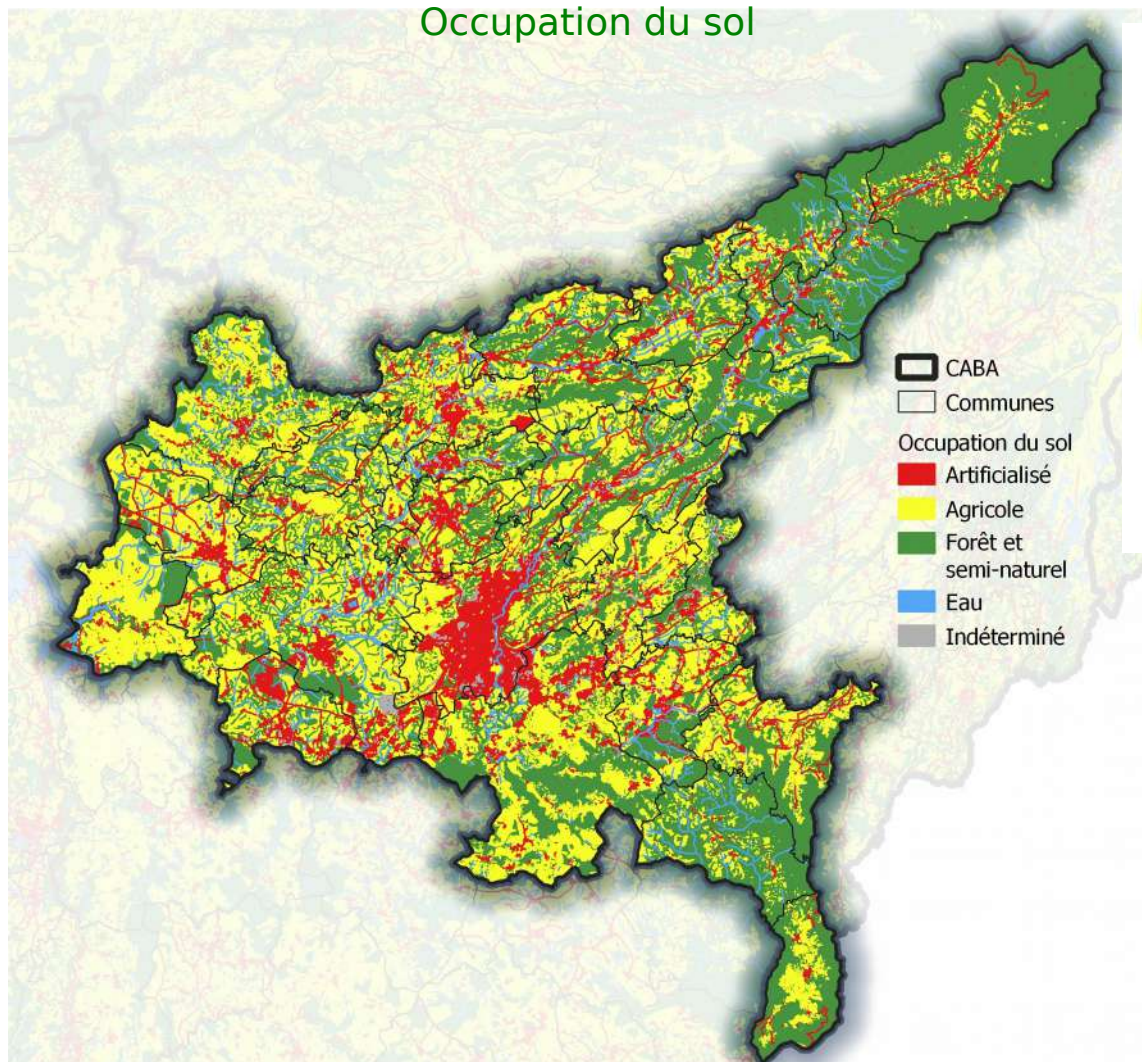 Occupation du sol
CABA
Communes
Occupation du sol
Artificialisé
Agricole
Forêt et
semi-naturel
Eau
Indéterminé